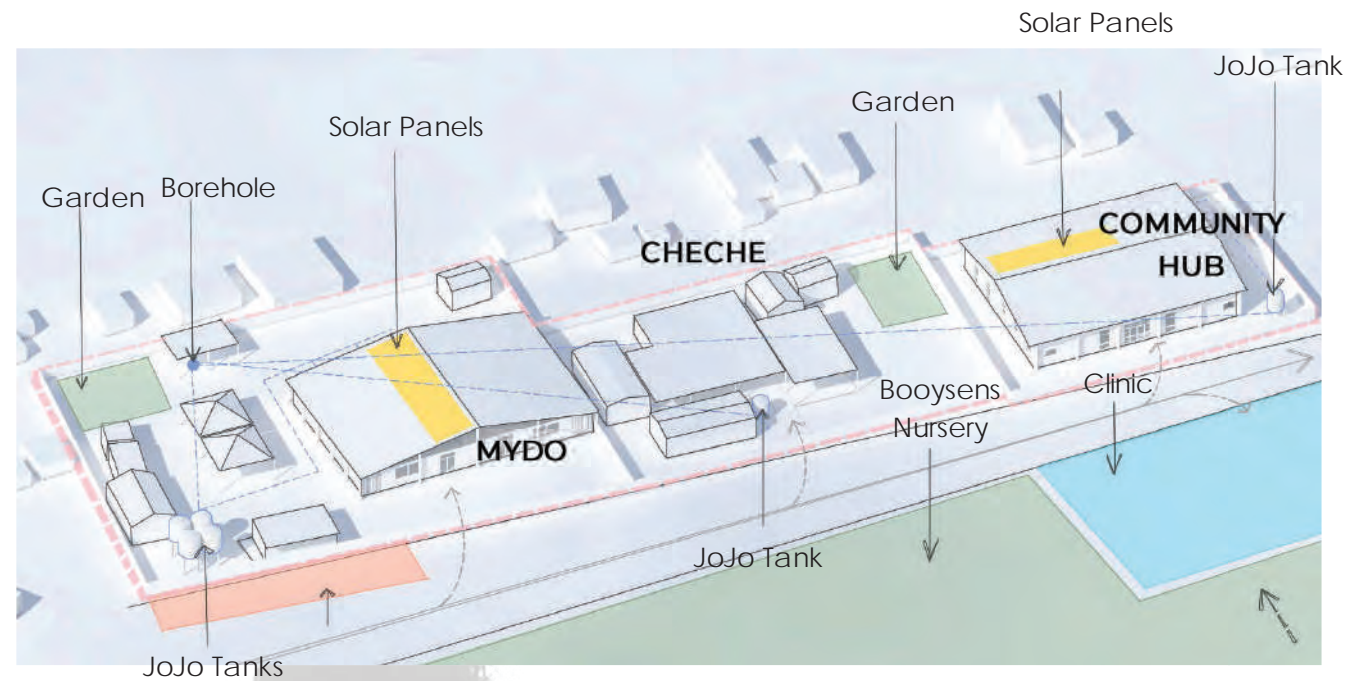 Solar Panels
JoJo Tank
Garden
Solar Panels
Garden
Borehole
COMMUNITY
HUB
CHECHE
Booysens
Nursery
Clinic
MYDO
JoJo Tank
JoJo Tanks